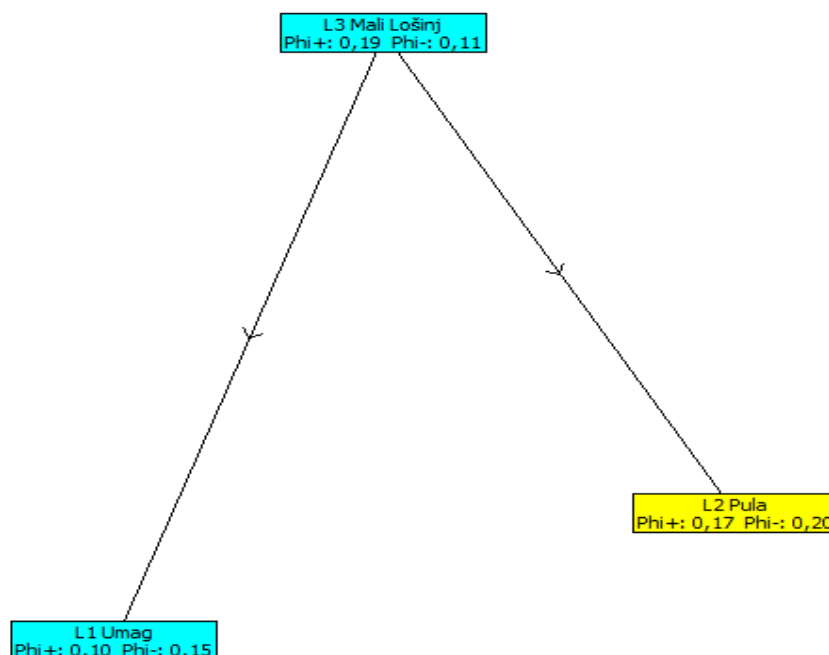 L3 Mali Lošinj
Phi+: 0,19 Phi-: 0,11
L2 Pula
Phi+: 0,17 Phi-: 0,20
L1 Umag
Phi+: 0,10 Phi-: 0,15